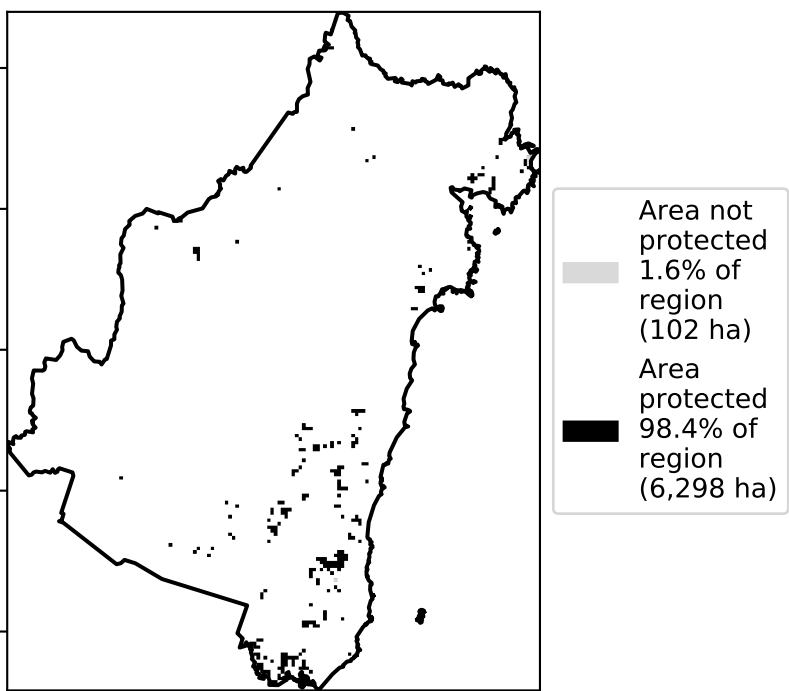 Area not
protected
1.6% of
region
(102 ha)
Area
protected
98.4% of
region
(6,298 ha)